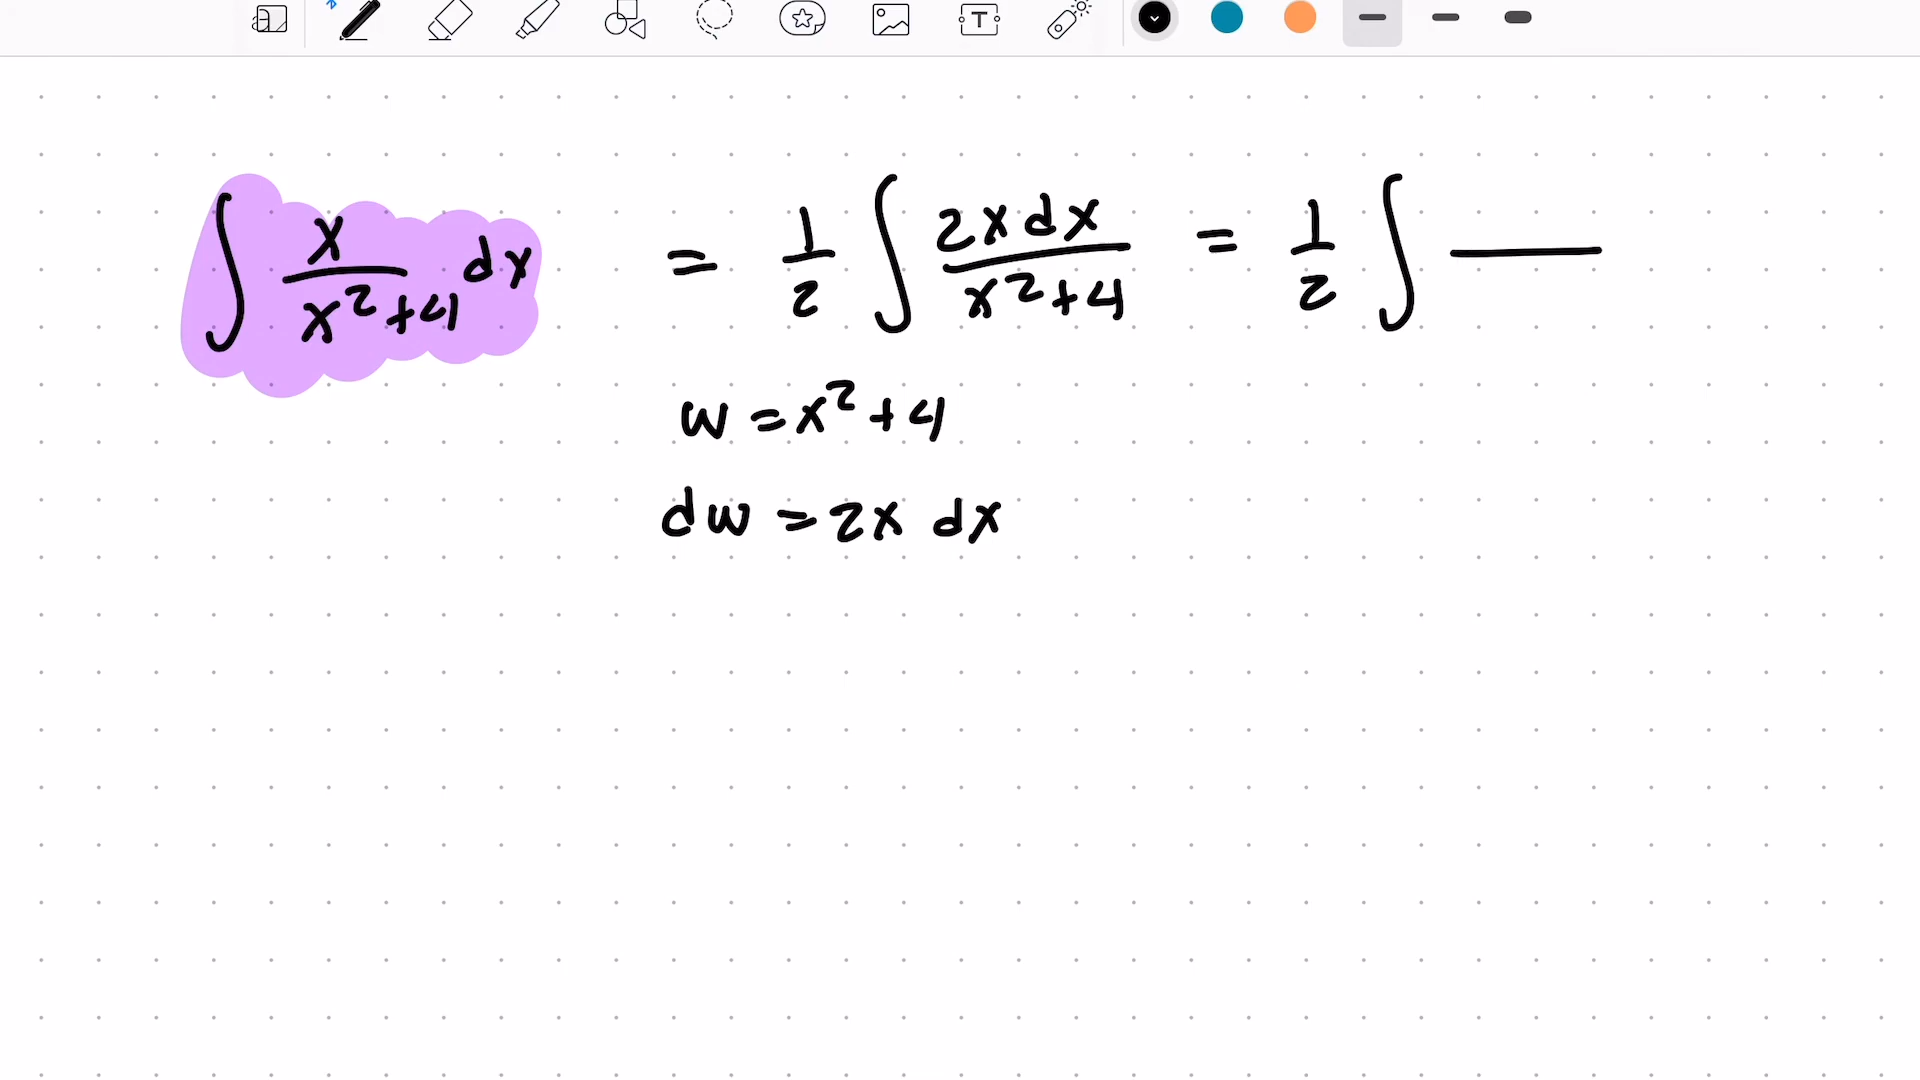 ∫ x/(x²+4) dx = 1/2 ∫ 2x dx/(x²+4) = 1/2 ∫ ──
w = x² + 4
dw = 2x dx